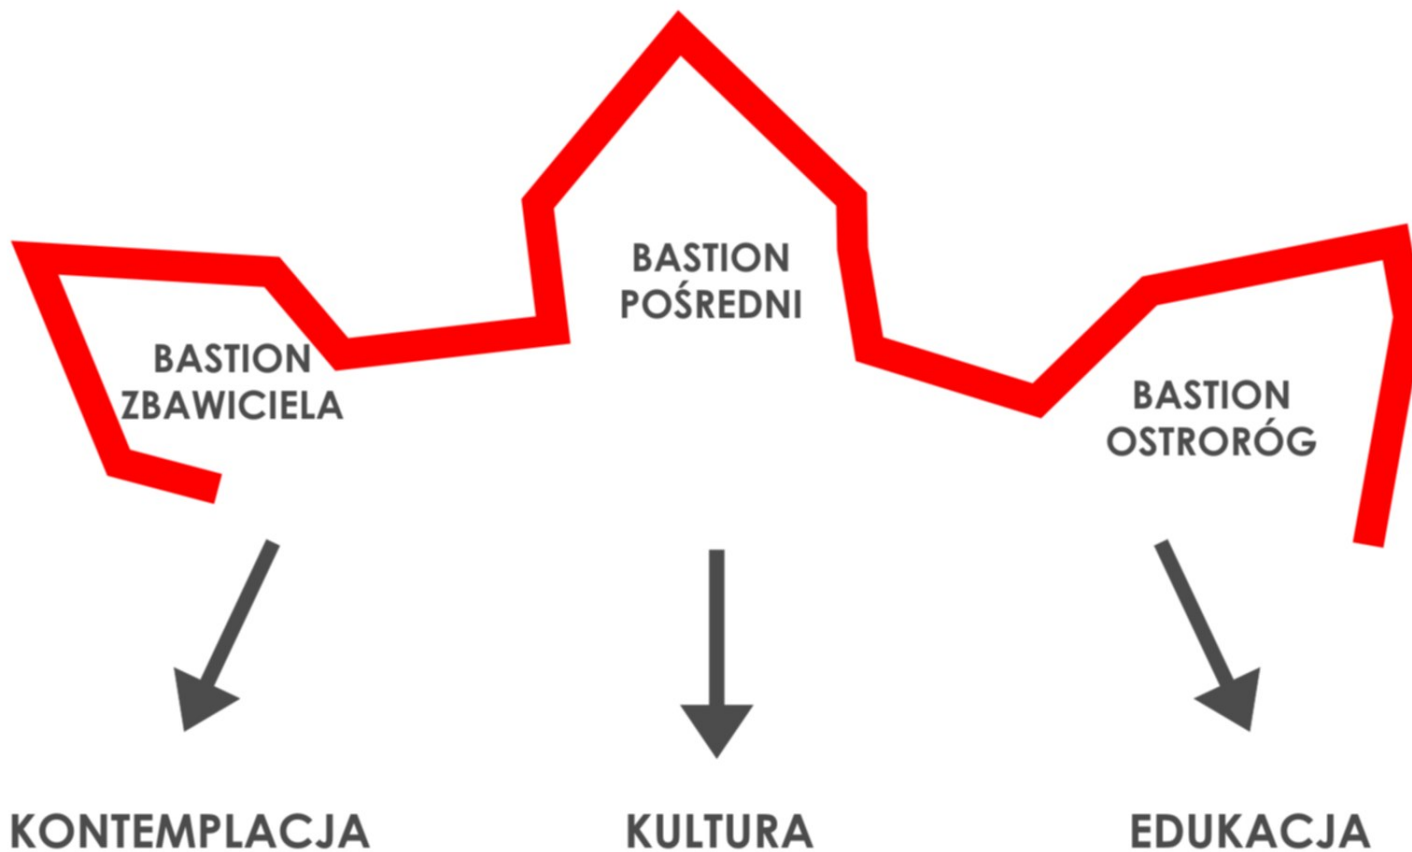 BASTION
POŚREDNI
BASTION
ZBAWICIELA
BASTION
OSTRORÓG
KONTEMPLACJA
KULTURA
EDUKACJA